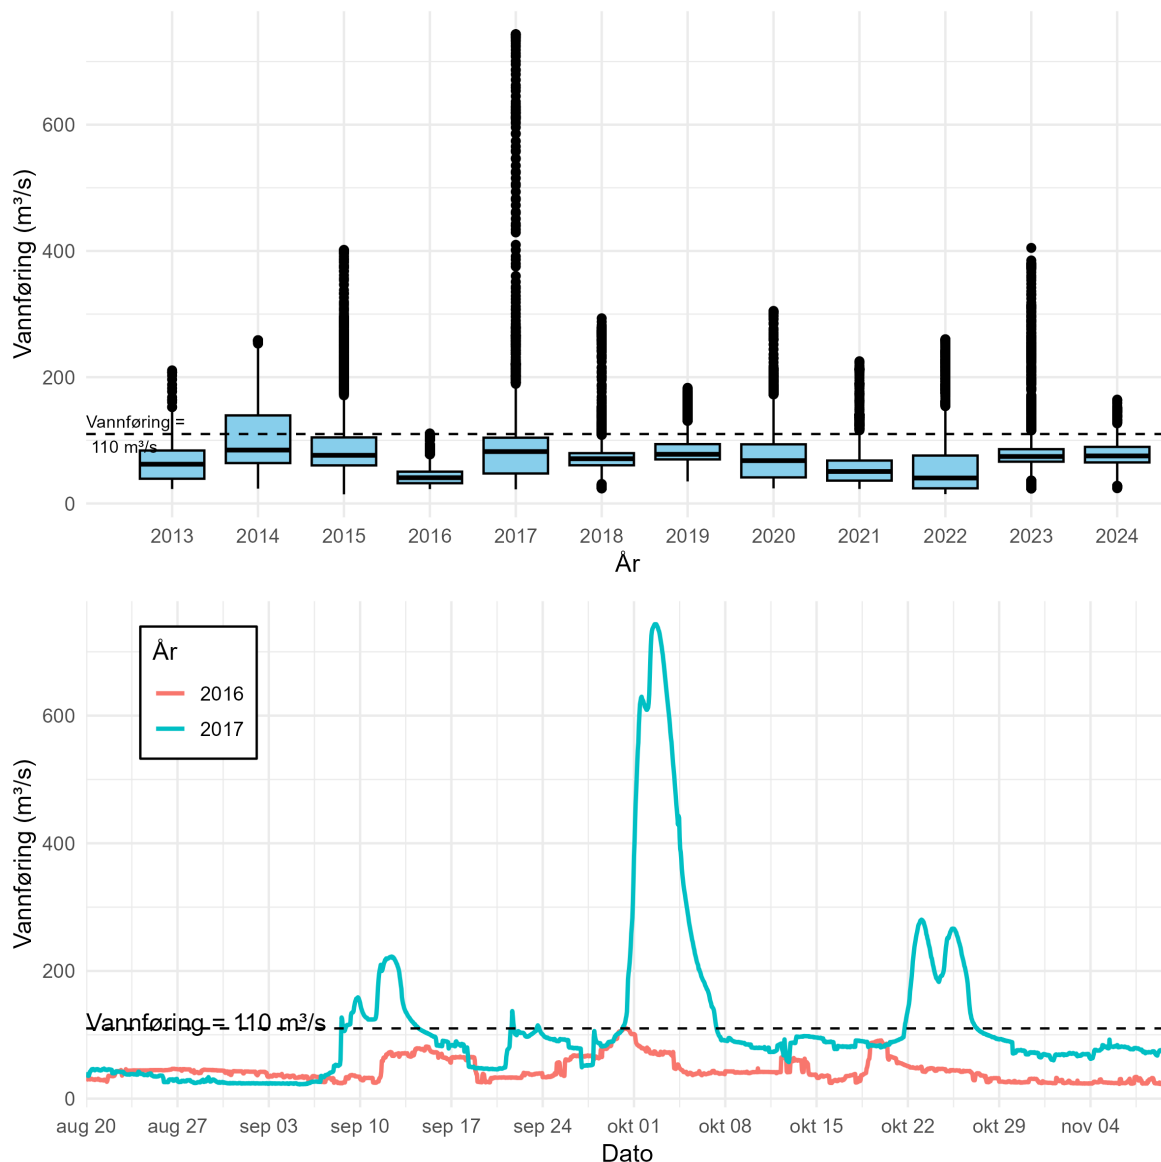 600
400
200
0
Vannføring (m³/s)
Vannføring =
110 m³/s
2013 2014 2015 2016 2017 2018 2019 2020 2021 2022 2023 2024
År
År
2016
2017
600
400
200
0
Vannføring (m³/s)
Vannføring = 110 m³/s
aug 20 aug 27 sep 03 sep 10 sep 17 sep 24 okt 01 okt 08 okt 15 okt 22 okt 29 nov 04
Dato